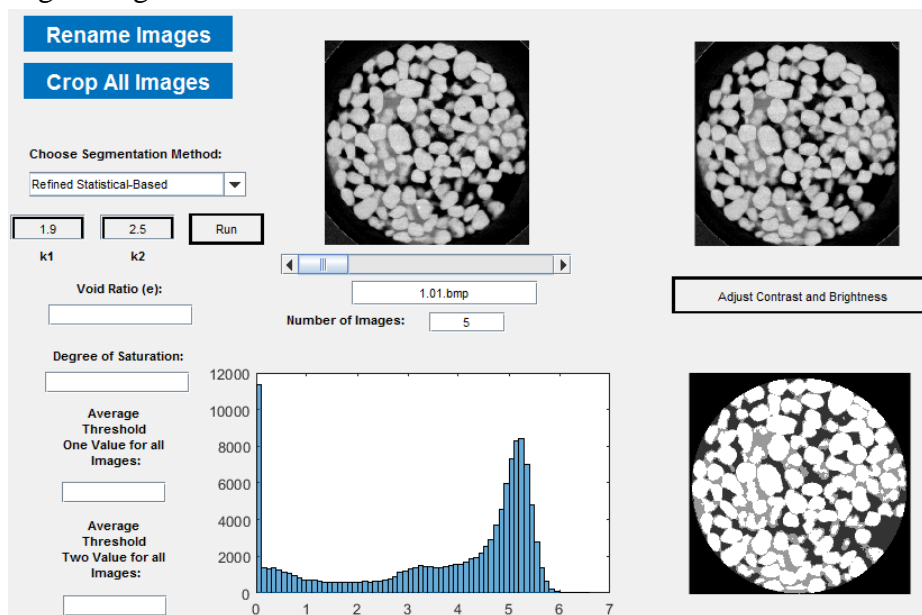 Rename Images
Crop All Images
Choose Segmentation Method:
Refined Statistical-Based
1.9
2.5
Run
k1
k2
Void Ratio (e):
Degree of Saturation:
Average
Threshold
One Value for all
Images:
Average
Threshold
Two Value for all
Images:
1.01.bmp
Number of Images:
5
Adjust Contrast and Brightness
12000
10000
8000
6000
4000
2000
0
0 1 2 3 4 5 6 7